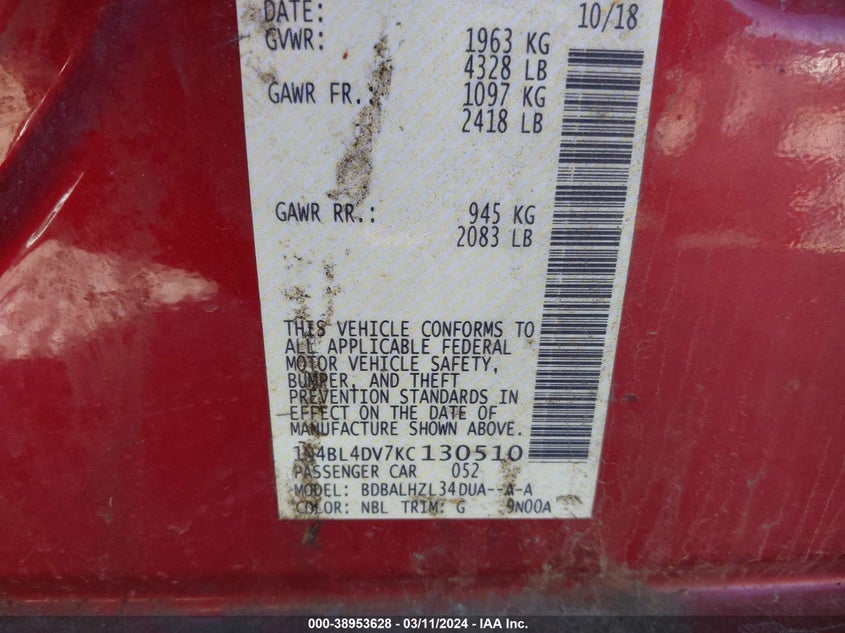 DATE: 10/18
GVWR: 1963 KG
4328 LB
GAWR FR.: 1097 KG
2418 LB
GAWR RR.: 945 KG
2083 LB
THIS VEHICLE CONFORMS TO
ALL APPLICABLE FEDERAL
MOTOR VEHICLE SAFETY,
BUMPER, AND THEFT
PREVENTION STANDARDS IN
EFFECT ON THE DATE OF
MANUFACTURE SHOWN ABOVE.
1N4BL4DV7KC130510
PASSENGER CAR 052
MODEL: BDBALHZL34DUA--A-A
COLOR: NBL TRIM: G 9N00A
000-38953628 - 03/11/2024 - IAA Inc.